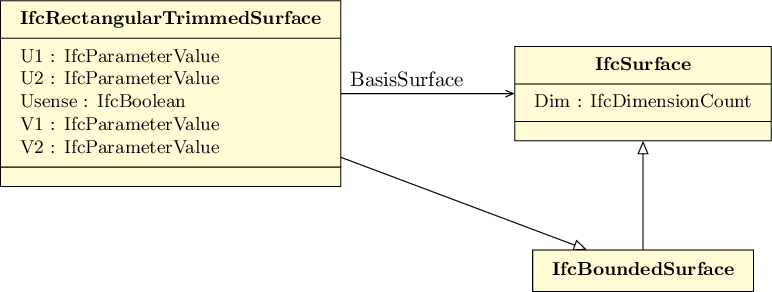 IfcRectangularTrimmedSurface
U1 : IfcParameterValue
U2 : IfcParameterValue
Usense : IfcBoolean
V1 : IfcParameterValue
V2 : IfcParameterValue
BasisSurface
IfcSurface
Dim : IfcDimensionCount
IfcBoundedSurface